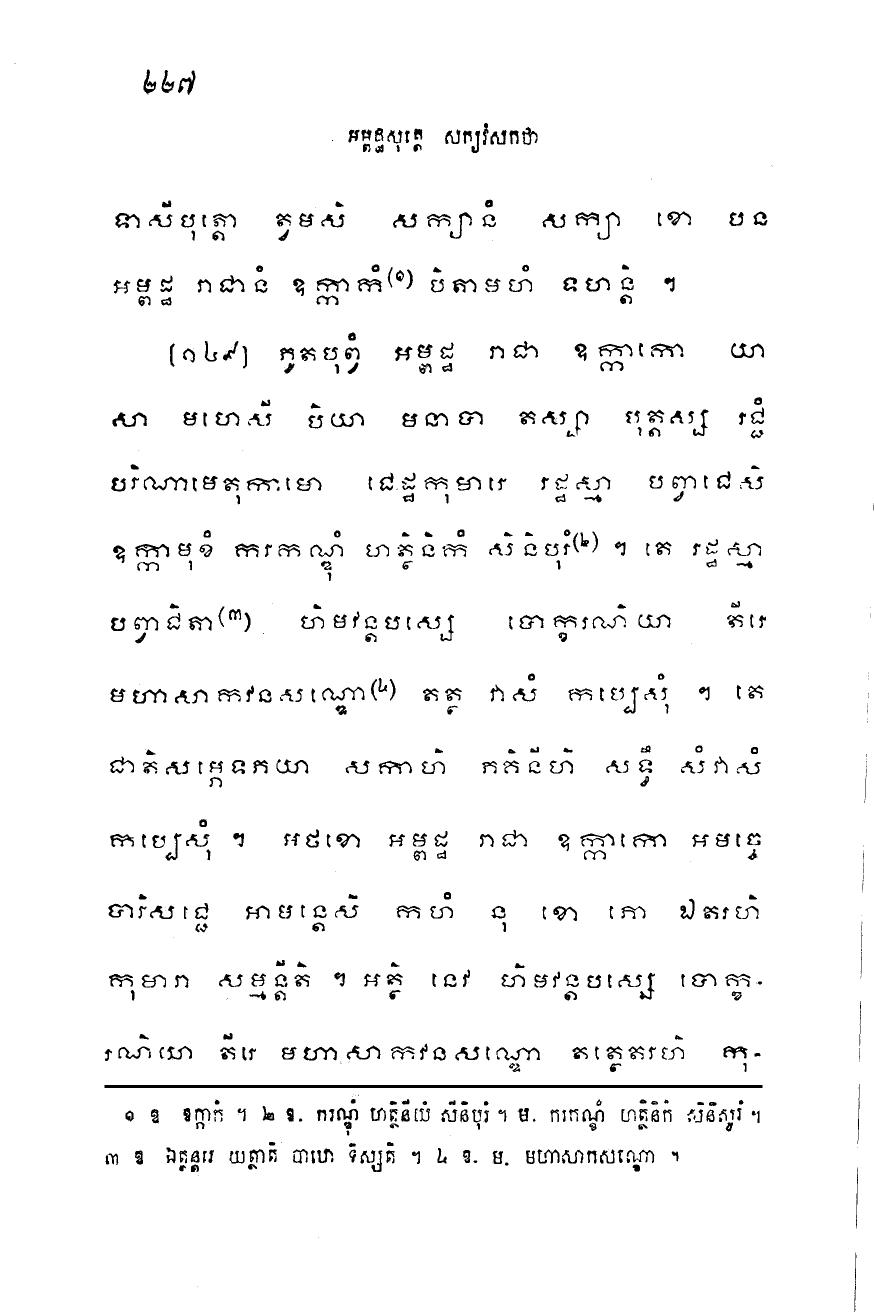 ២២៧
អម្ពដ្ឋសុត្តេ សក្យវំសកថា
ទាសីបុត្តោ ត្វមសិ សក្យានំ សក្យា ខោ បន
អម្ពដ្ឋ រាជានំ ឧក្កាកំ(១) បិតាមហំ ទហន្តិ ។
[១៤៩] ភូតបុព្វំ អម្ពដ្ឋ រាជា ឧក្កាកោ យា
សា មហេសី បិយា មនាទា តស្សា បុត្តស្ស រជ្ជំ
បរិណាមេតុកាមោ ជេដ្ឋកុមារេ រដ្ឋស្មា បព្វាជេសិ
ឧក្កាមុខំ ករកណ្ឌុំ ហត្ថិនិកំ សិនិបុរំ(២) ។ តេ រដ្ឋស្មា
បព្វាជិតា(៣) ហិមវន្តបស្សេ បោក្ខរណិយា តីរេ
មហាសាកវនសណ្ឌោ(៤) តត្ថ វាសំ កប្បេសុំ ។ តេ
ជាតិសម្ភេទភយា សកាហិ ភគិនីហិ សទ្ធឹ សំវាសំ
កប្បេសុំ ។ អថខោ អម្ពដ្ឋ រាជា ឧក្កាកោ អមច្ចេ
បារិសជ្ជេ អាមន្តេសិ កហំ នុ ខោ ភោ ឯតរហិ
កុមារា សម្មន្តីតិ ។ អត្ថិ ទេវ ហិមវន្តបស្សេ បោក្ខ-
រណិយោ តីរេ មហាសាកវនសណ្ឌោ តត្ថេតរហិ កុ-
១ ឧ ឧក្កាកំ ។ ២ ឱ. ករណ្ឌុំ ហត្ថិនីយំ សីនិបុរំ ។ ម. ករកណ្ឌំ ហត្ថិនិកំ សិនីសូរំ ។
៣ ឱ ឯត្ថន្តរេ យត្ថាតិ បាឋោ ទិស្សតិ ។ ៤ ឱ. ម. មហាសាកសណ្ឌោ ។